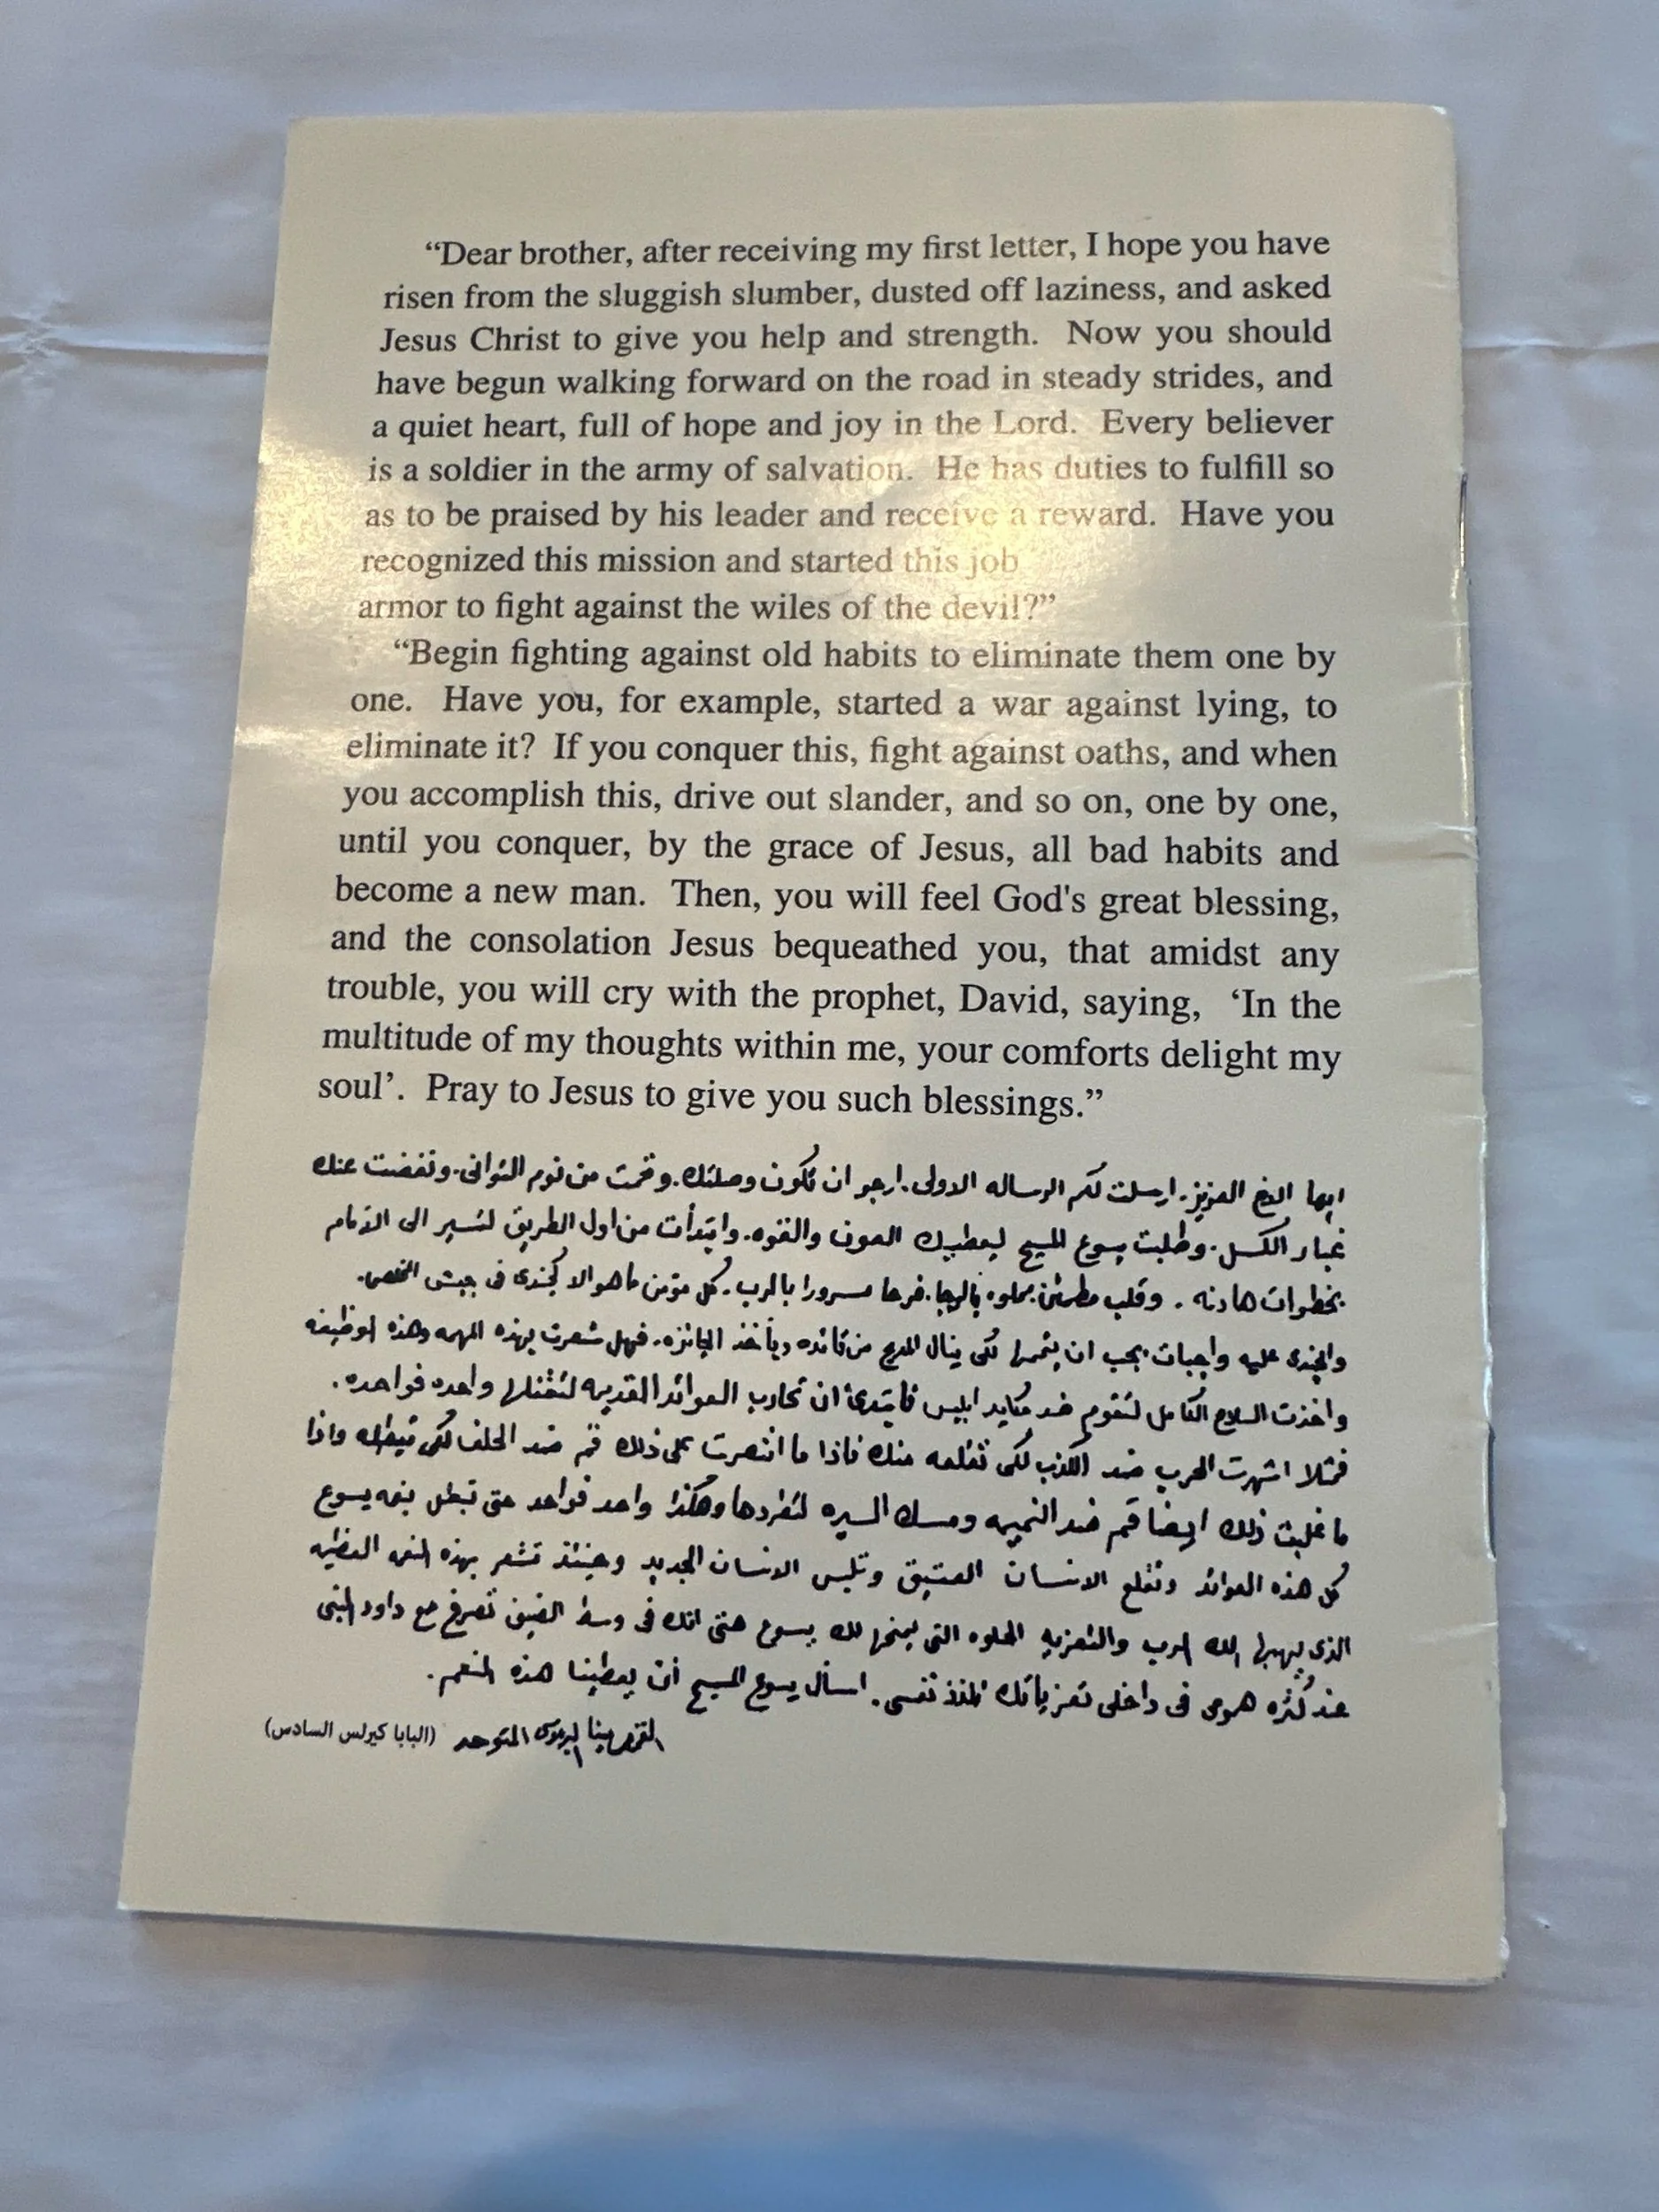 “Dear brother, after receiving my first letter, I hope you have
risen from the sluggish slumber, dusted off laziness, and asked
Jesus Christ to give you help and strength. Now you should
have begun walking forward on the road in steady strides, and
a quiet heart, full of hope and joy in the Lord. Every believer
is a soldier in the army of salvation. He has duties to fulfill so
as to be praised by his leader and receive a reward. Have you
recognized this mission and started this job
armor to fight against the wiles of the devil?”
“Begin fighting against old habits to eliminate them one by
one. Have you, for example, started a war against lying, to
eliminate it? If you conquer this, fight against oaths, and when
you accomplish this, drive out slander, and so on, one by one,
until you conquer, by the grace of Jesus, all bad habits and
become a new man. Then, you will feel God's great blessing,
and the consolation Jesus bequeathed you, that amidst any
trouble, you will cry with the prophet, David, saying, ‘In the
multitude of my thoughts within me, your comforts delight my
soul’. Pray to Jesus to give you such blessings.”
ايها الاخ العزيز. ارسلت لكم الرساله الاولى. ارجو ان تكون وصلتك. وقمت من نوم التوانى. ونفضت عنك
غبار الكسل. وطلبت يسوع المسيح ليعطيك العون والقوه. وابتدأت من اول الطريق لتسير الى الامام
بخطوات هادئه. وقلب مطمئن مملوء بالرجا. فرحا مسرورا بالرب. كل مؤمن ما هو الا كجندى فى جيش الخلاص.
والجندى عليه واجبات يجب ان يتممها لكى ينال المدح من قائده ويأخذ الجائزه. فهل شعرت بهذه المهمه وهذه الوظيفه
واخذت السلاح الكامل لتقوم ضد مكايد ابليس فابتدئ ان تحارب العوائد القديمه لتقتلها واحده فواحده.
فمثلا اشهرت الحرب ضد الكذب لكى تقلعه منك فاذا ما انتصرت على ذلك قم ضد الحلف لكى تبطله واذا
ما غلبت ذلك ايضا قم ضد النميمه ومسك السيره لتطردها وهكذا واحد فواحد حتى تبطل بنعمه يسوع
كل هذه العوائد وتقلع الانسان العتيق وتلبس الانسان الجديد وحينئذ تشعر بهذه النعمه العظيمه
الذى يهبها لك الرب والتعزيه الحلوه التى يمنحها لك يسوع حتى انك فى وسط الضيق تصرخ مع داود النبى
عند كثره همومى فى داخلى تعزياتك تلذذ نفسى. اسأل يسوع المسيح ان يعطينا هذه النعم.
القمص مينا البرموسى المتوحد (البابا كيرلس السادس)